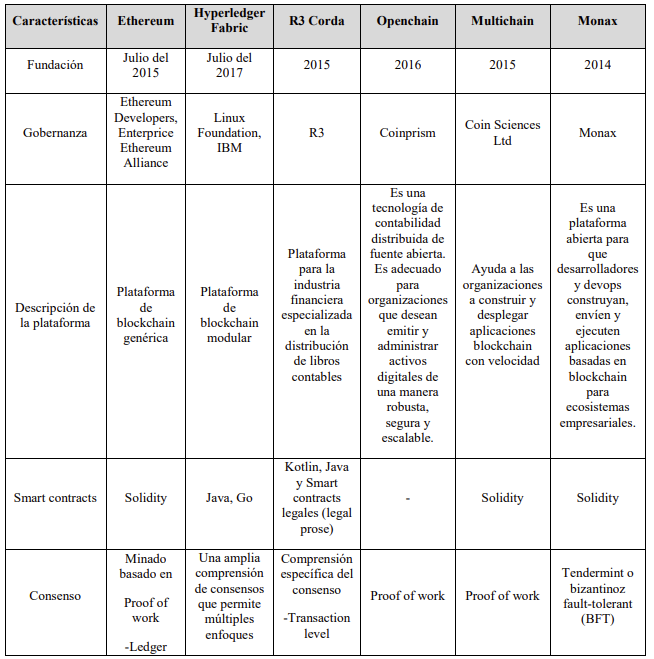 Características
Ethereum
Hyperledger
Fabric
R3 Corda
Openchain
Multichain
Monax
Fundación
Julio del
2015
Julio del
2017
2015
2016
2015
2014
Gobernanza
Ethereum
Developers,
Enterprice
Ethereum
Alliance
Linux
Foundation,
IBM
R3
Coinprism
Coin Sciences
Ltd
Monax
Descripción de
la plataforma
Plataforma
de
blockchain
genérica
Plataforma
de
blockchain
modular
Plataforma
para la
industria
financiera
especializada
en la
distribución
de libros
contables
Es una
tecnología de
contabilidad
distribuida de
fuente abierta.
Es adecuado
para
organizaciones
que desean
emitir y
administrar
activos
digitales de
una manera
robusta,
segura y
escalable.
Ayuda a las
organizaciones
a construir y
desplegar
aplicaciones
blockchain
con velocidad
Es una
plataforma
abierta para
que
desarrolladores
y devops
construyan,
envíen y
ejecuten
aplicaciones
basadas en
blockchain
para
ecosistemas
empresariales.
Smart contracts
Solidity
Java, Go
Kotlin, Java
y Smart
contracts
legales (legal
prose)
-
Solidity
Solidity
Consenso
Minado
basado en
Proof of
work
-Ledger
Una amplia
comprensión
de consensos
que permite
múltiples
enfoques
Comprensión
específica del
consenso
-Transaction
level
Proof of work
Proof of work
Tendermint o
bizantinoz
fault-tolerant
(BFT)